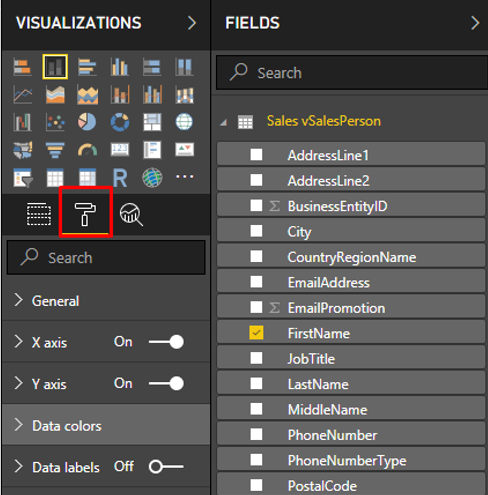 VISUALIZATIONS
R
123
Search
General
X axis On
Y axis On
Data colors
Data labels Off
FIELDS
Search
Sales vSalesPerson
AddressLine1
AddressLine2
Σ BusinessEntityID
City
CountryRegionName
EmailAddress
Σ EmailPromotion
FirstName
JobTitle
LastName
MiddleName
PhoneNumber
PhoneNumberType
PostalCode